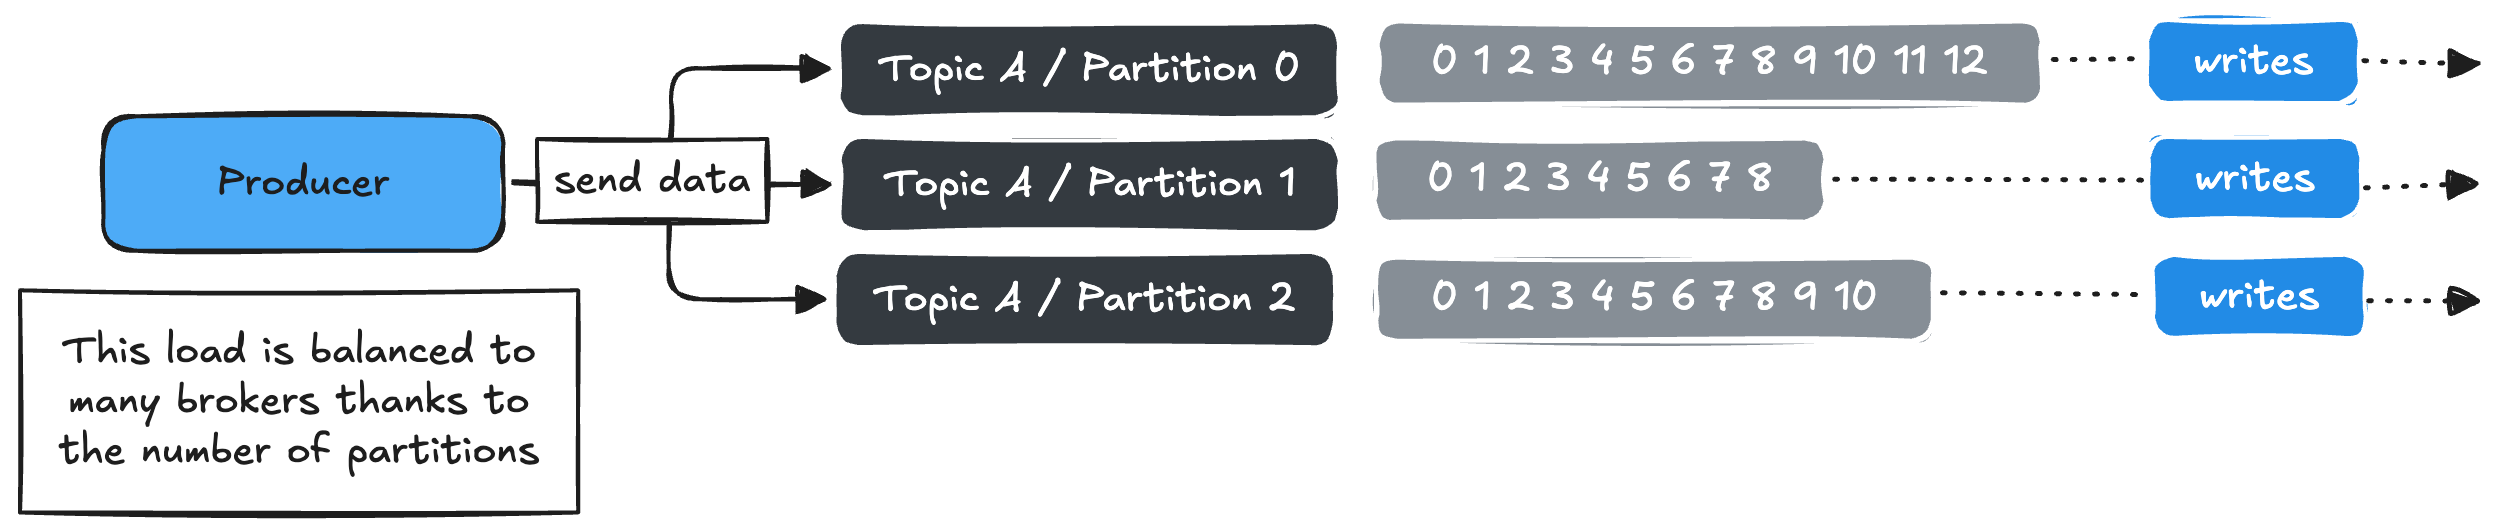 Topic 4 / Partition 0
0 1 2 3 4 5 6 7 8 9 10 11 12
writes
Producer
send data
Topic 4 / Partition 1
0 1 2 3 4 5 6 7 8
writes
Topic 4 / Partition 2
0 1 2 3 4 5 6 7 8 9 10
writes
This load is balanced to
many brokers thanks to
the number of partitions